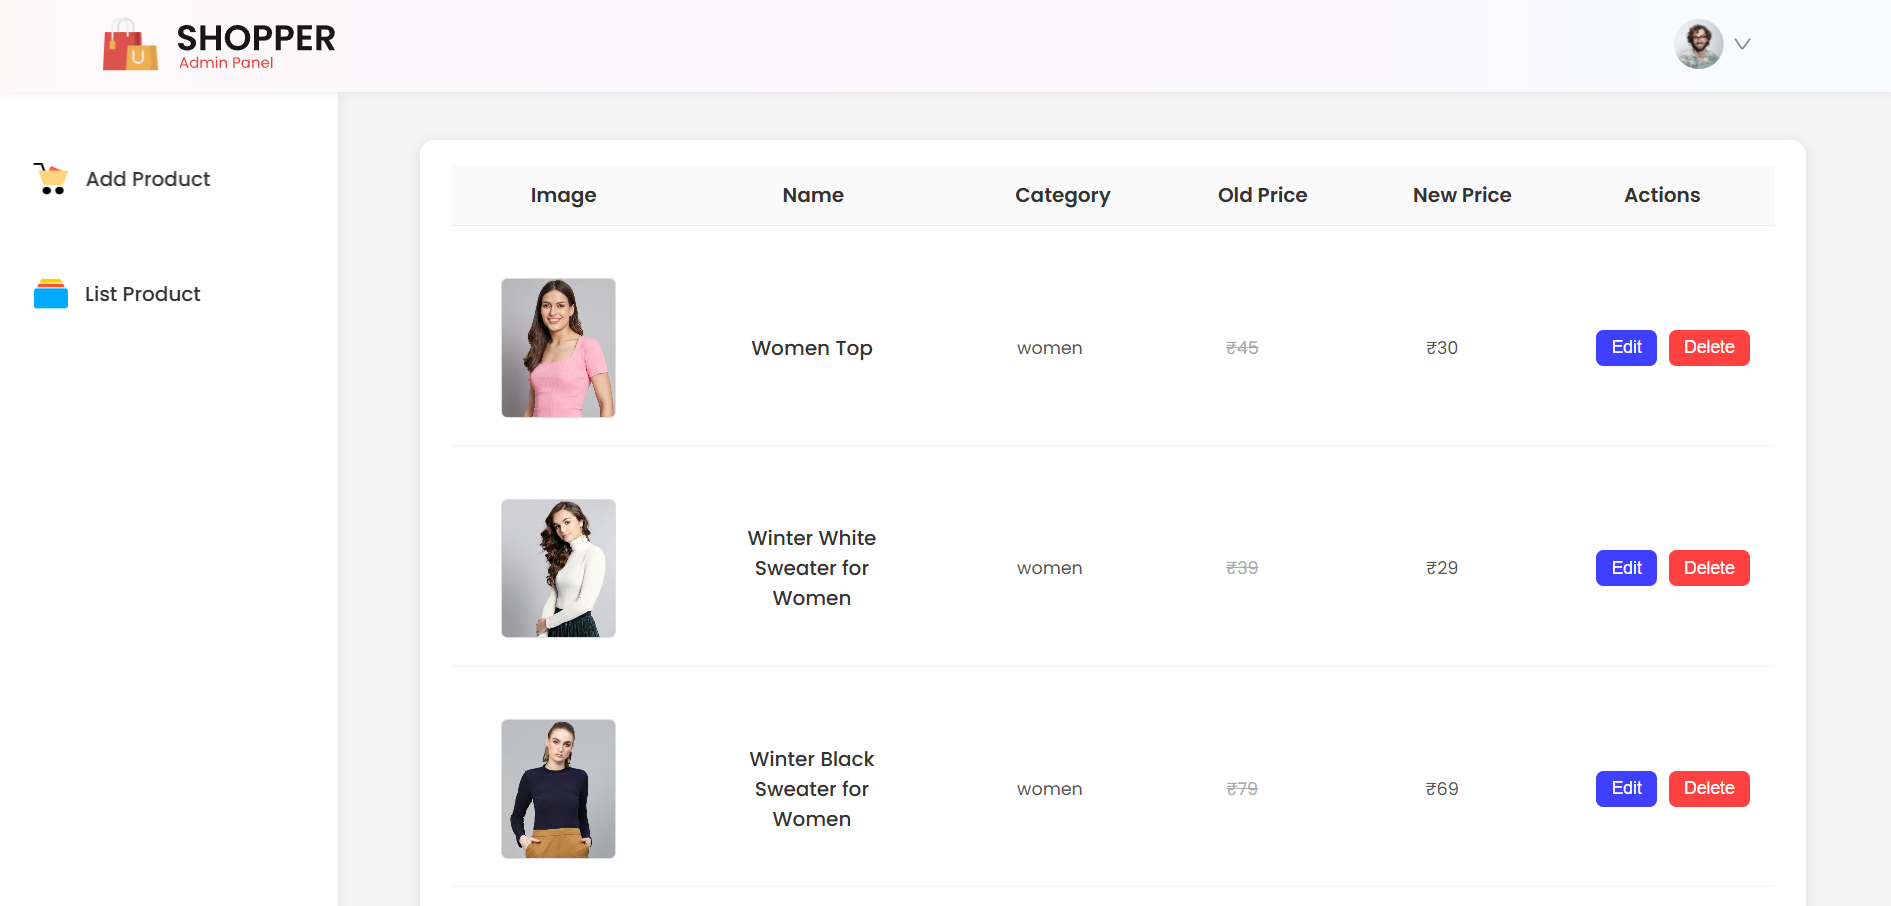 SHOPPER
Admin Panel
U
Add Product
List Product
Image Name Category Old Price New Price Actions
Women Top women ₹45 ₹30 Edit Delete
Winter White
Sweater for
Women
women ₹39 ₹29 Edit Delete
Winter Black
Sweater for
Women
women ₹79 ₹69 Edit Delete